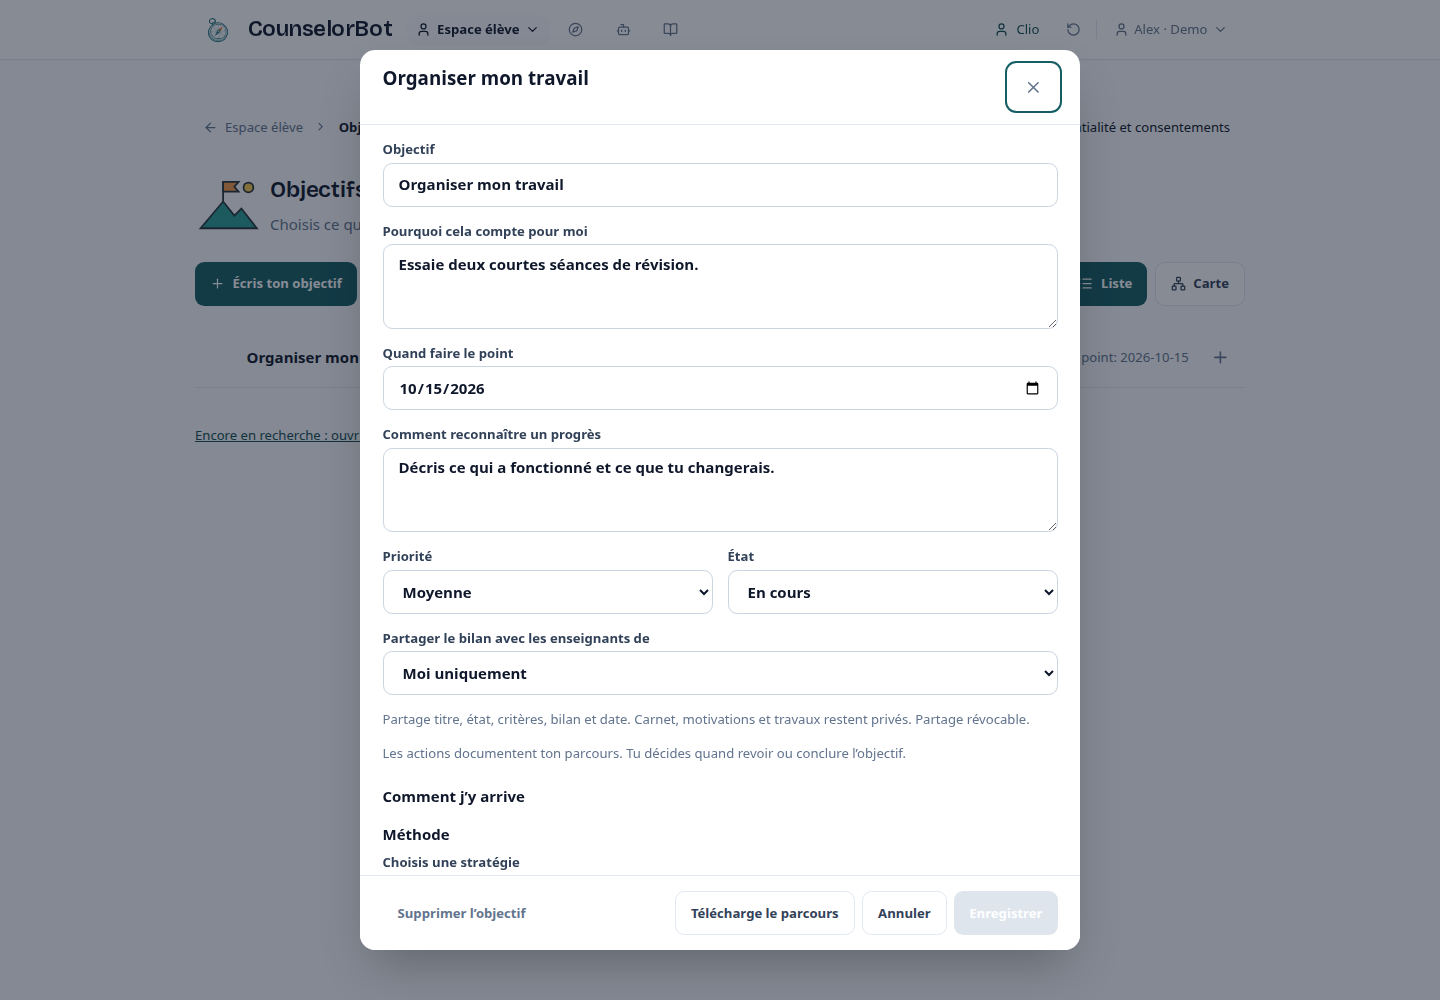 CounselorBot
Espace élève
Clio
Alex · Demo
Organiser mon travail
Espace élève
Obj
tialité et consentements
Objectifs
Choisis ce qu
Écris ton objectif
Liste
Carte
Organiser mon
point: 2026-10-15
Encore en recherche : ouvr
Objectif
Organiser mon travail
Pourquoi cela compte pour moi
Essaie deux courtes séances de révision.
Quand faire le point
10/15/2026
Comment reconnaître un progrès
Décris ce qui a fonctionné et ce que tu changerais.
Priorité
État
Moyenne
En cours
Partager le bilan avec les enseignants de
Moi uniquement
Partage titre, état, critères, bilan et date. Carnet, motivations et travaux restent privés. Partage révocable.
Les actions documentent ton parcours. Tu décides quand revoir ou conclure l’objectif.
Comment j’y arrive
Méthode
Choisis une stratégie
Supprimer l’objectif
Télécharge le parcours
Annuler
Enregistrer